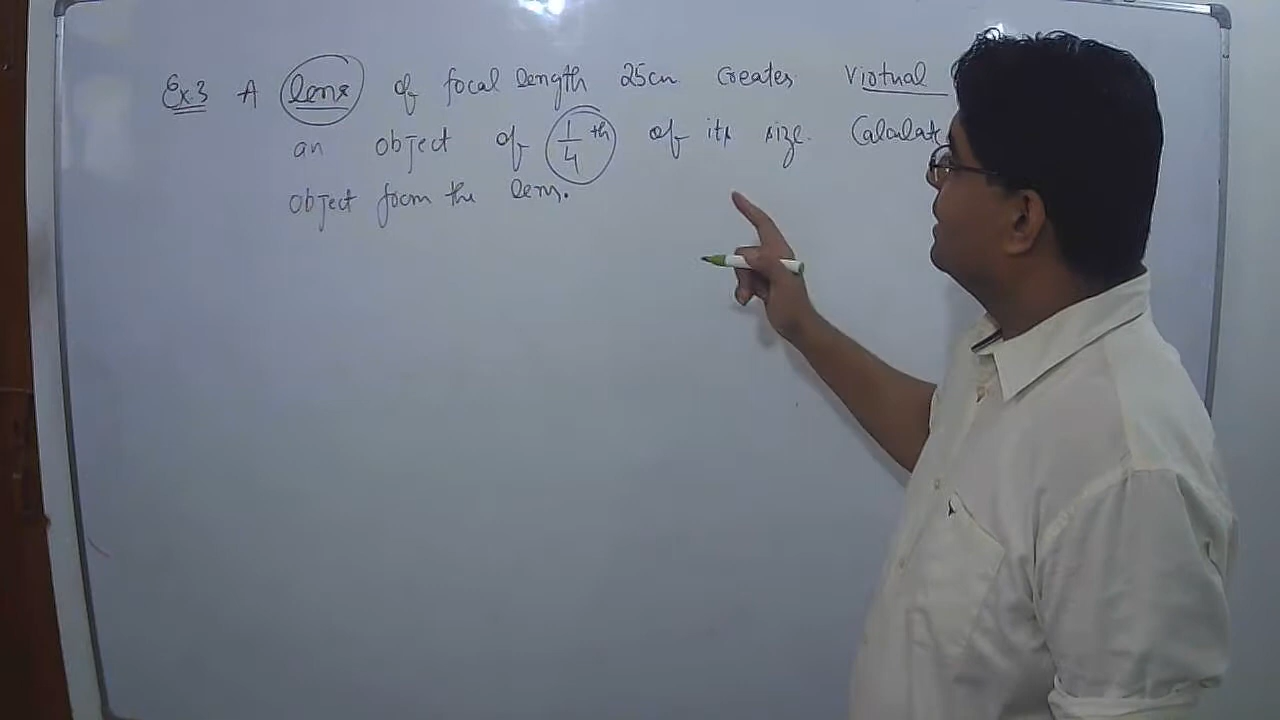 Ex.3 A lens of focal length 25cm creates virtual
an object of 1/4 th of its size. Calculate
object from the lens.